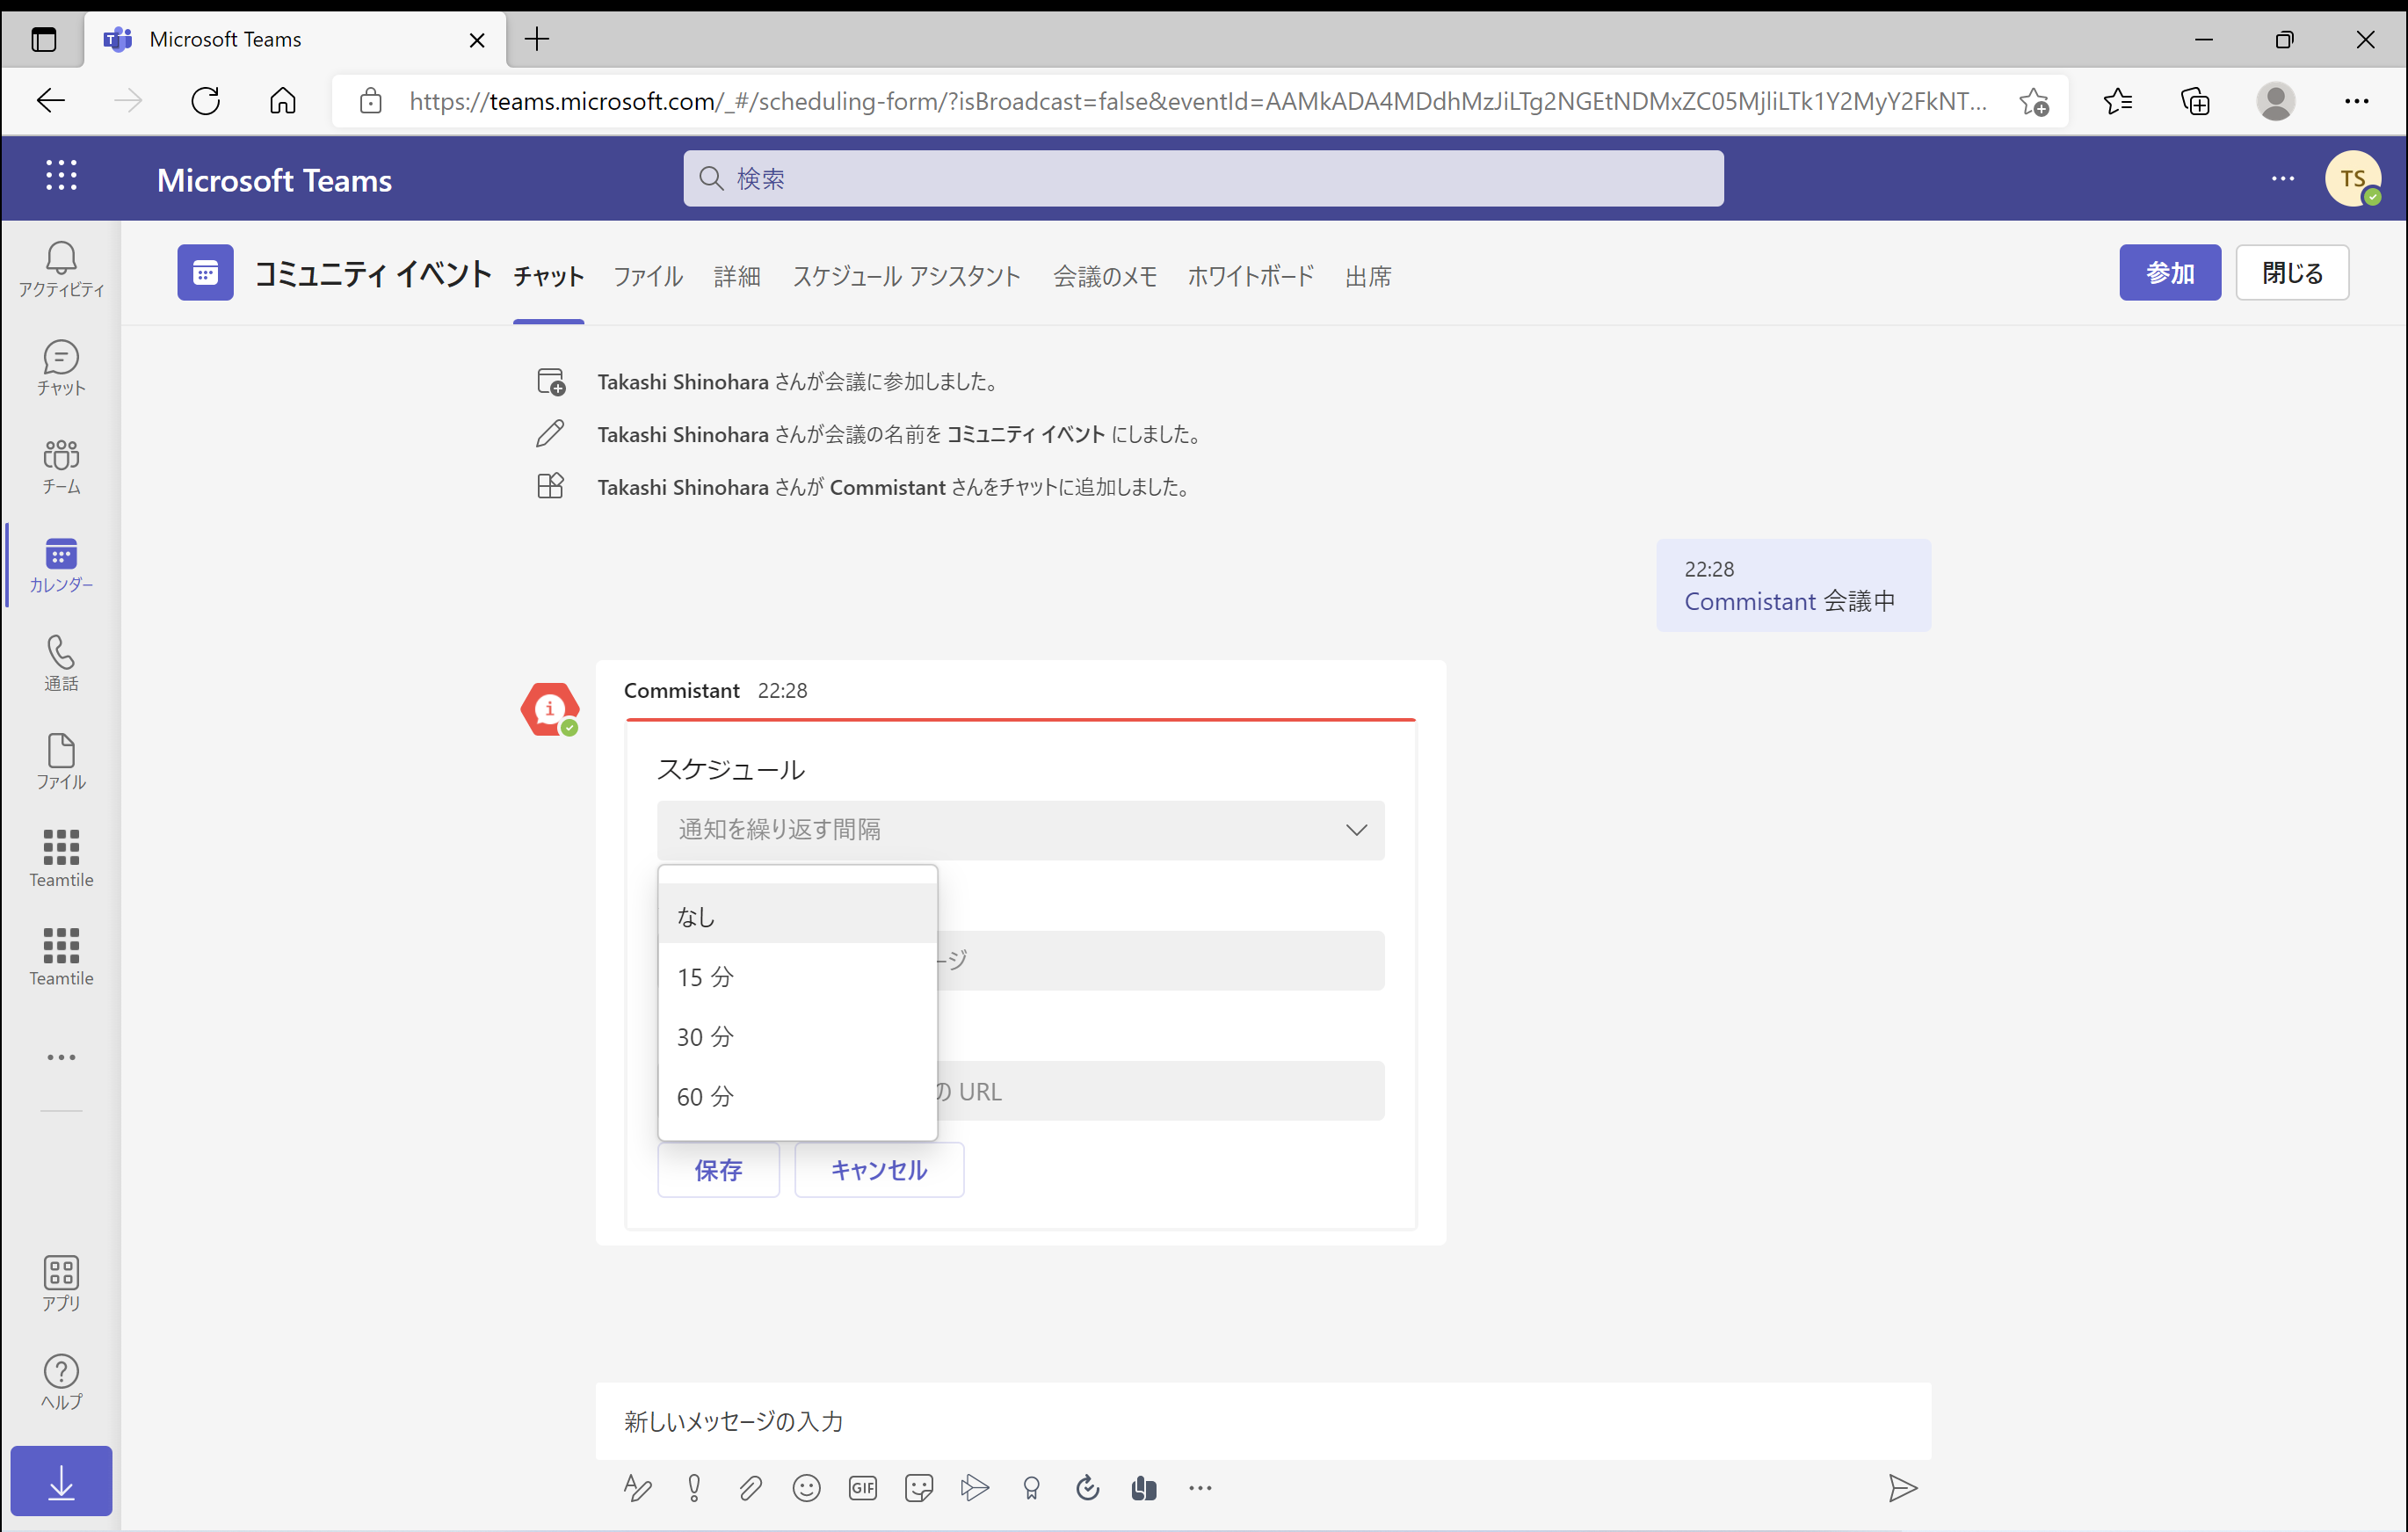 Microsoft Teams
https://teams.microsoft.com/_#/scheduling-form/?isBroadcast=false&eventId=AAMkADA4MDdhMzJiLTg2NGEtNDMxZC05MjliLTk1Y2MyY2FkNT...
Microsoft Teams
検索
TS
コミュニティ イベント
チャット ファイル 詳細 スケジュール アシスタント 会議のメモ ホワイトボード 出席
参加 閉じる
アクティビティ
チャット
チーム
カレンダー
通話
ファイル
Teamtile
Teamtile
アプリ
ヘルプ
Takashi Shinohara さんが会議に参加しました。
Takashi Shinohara さんが会議の名前を コミュニティ イベント にしました。
Takashi Shinohara さんが Commistant さんをチャットに追加しました。
22:28
Commistant 会議中
Commistant 22:28
スケジュール
通知を繰り返す間隔
なし
ージ
15 分
30 分
の URL
60 分
保存 キャンセル
新しいメッセージの入力
GIF